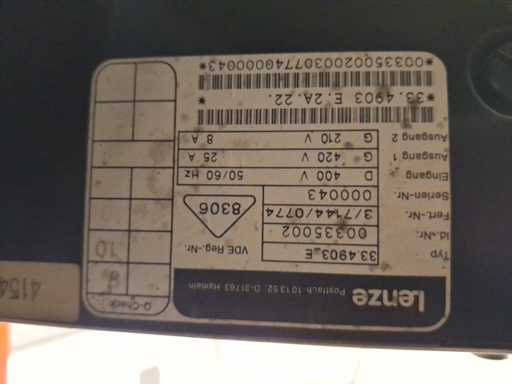 Lenze
Postfach 101352, D-31763 Hameln
Typ 33.4903_E
Id.-Nr. 00335002
VDE Reg.-Nr.
Fert.-Nr. 3/7144/0774
8306
Serien-Nr. 000043
Eingang D 400 V 50/60 Hz
Ausgang 1 G 420 V 25 A
Ausgang 2 G 210 V 8 A
*33.4903 E.2A.22. *
*00335002003077400000043*
Q-Check
10
4154